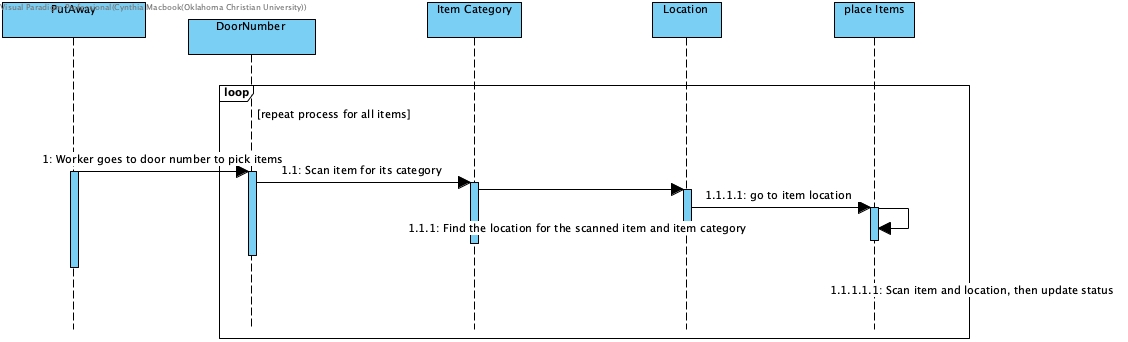 Visual Paradigm Professional(Cynthia Macbook(Oklahoma Christian University))
PutAway
DoorNumber
Item Category
Location
place Items
loop
[repeat process for all items]
1: Worker goes to door number to pick items
1.1: Scan item for its category
1.1.1.1: go to item location
1.1.1: Find the location for the scanned item and item category
1.1.1.1.1: Scan item and location, then update status